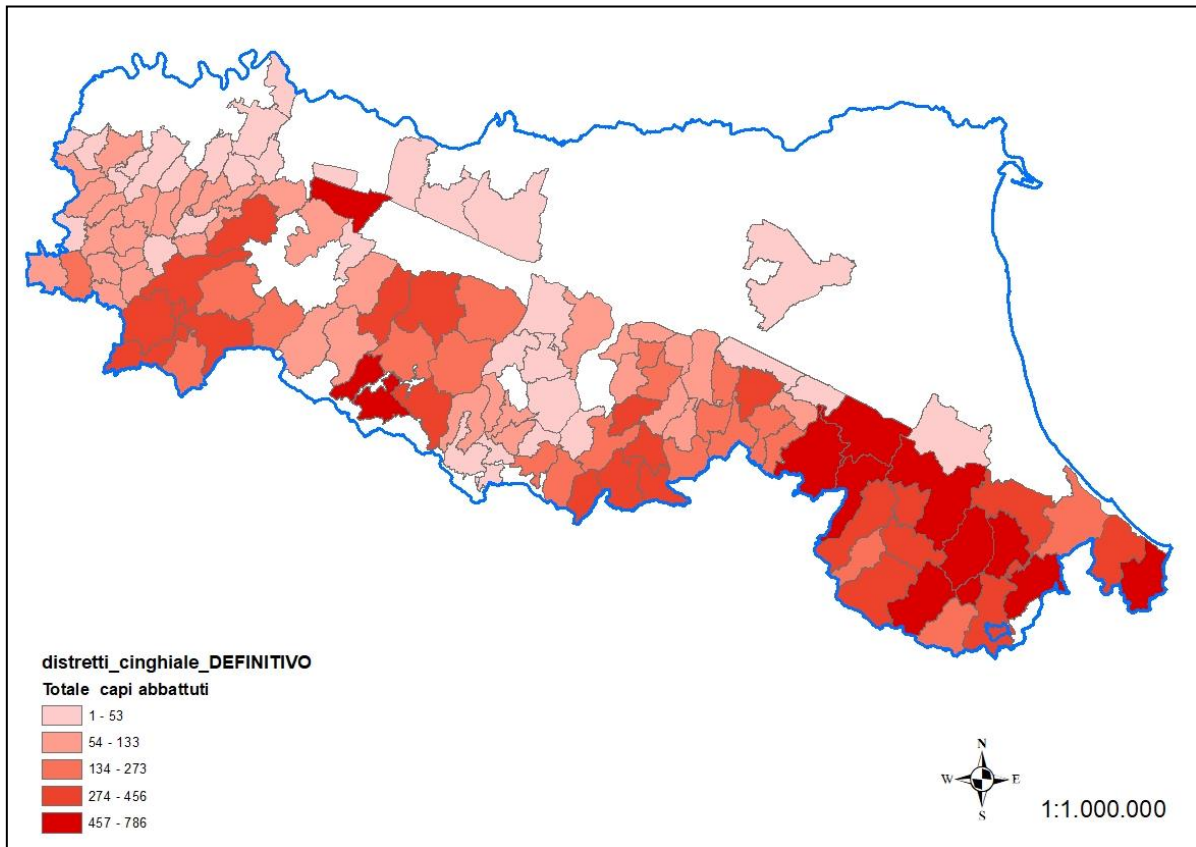 distretti_cinghiale_DEFINITIVO
Totale capi abbattuti
1 - 53
54 - 133
134 - 273
274 - 456
457 - 786
N
W E
S
1:1.000.000